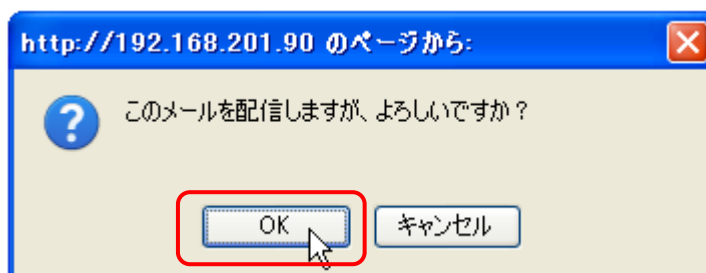 http://192.168.201.90 のページから:
このメールを配信しますが、よろしいですか？
OK
キャンセル